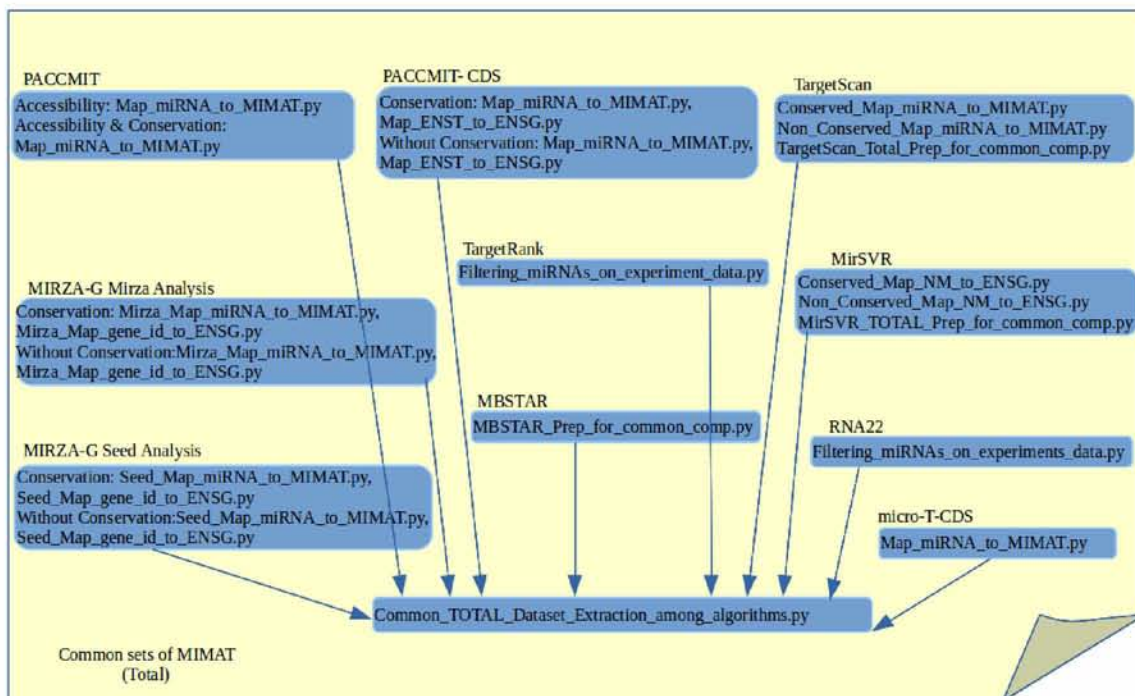 PACCMIT
Accessibility: Map_miRNA_to_MIMAT.py
Accessibility & Conservation:
Map_miRNA_to_MIMAT.py
PACCMIT- CDS
Conservation: Map_miRNA_to_MIMAT.py,
Map_ENST_to_ENSG.py
Without Conservation: Map_miRNA_to_MIMAT.py,
Map_ENST_to_ENSG.py
TargetScan
Conserved_Map_miRNA_to_MIMAT.py
Non_Conserved_Map_miRNA_to_MIMAT.py
TargetScan_Total_Prep_for_common_comp.py
TargetRank
Filtering_miRNAs_on_experiment_data.py
MirSVR
Conserved_Map_NM_to_ENSG.py
Non_Conserved_Map_NM_to_ENSG.py
MirSVR_TOTAL_Prep_for_common_comp.py
MIRZA-G Mirza Analysis
Conservation: Mirza_Map_miRNA_to_MIMAT.py,
Mirza_Map_gene_id_to_ENSG.py
Without Conservation:Mirza_Map_miRNA_to_MIMAT.py,
Mirza_Map_gene_id_to_ENSG.py
MBSTAR
MBSTAR_Prep_for_common_comp.py
RNA22
Filtering_miRNAs_on_experiments_data.py
MIRZA-G Seed Analysis
Conservation: Seed_Map_miRNA_to_MIMAT.py,
Seed_Map_gene_id_to_ENSG.py
Without Conservation:Seed_Map_miRNA_to_MIMAT.py,
Seed_Map_gene_id_to_ENSG.py
micro-T-CDS
Map_miRNA_to_MIMAT.py
Common_TOTAL_Dataset_Extraction_among_algorithms.py
Common sets of MIMAT
(Total)